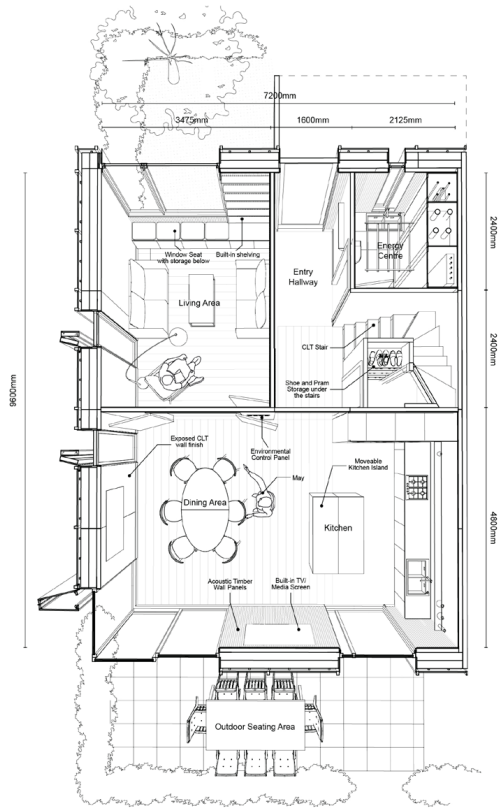 7200mm
3475mm
1600mm
2125mm
2400mm
Energy
Centre
Window Seat
with storage below
Built-in shelving
Entry
Hallway
Living Area
CLT Stair
2400mm
Shoe and Pram
Storage under
the stairs
9600mm
Exposed CLT
wall finish
Environmental
Control Panel
Moveable
Kitchen Island
May
Dining Area
Kitchen
4800mm
Acoustic Timber
Wall Panels
Built-in TV/
Media Screen
Outdoor Seating Area